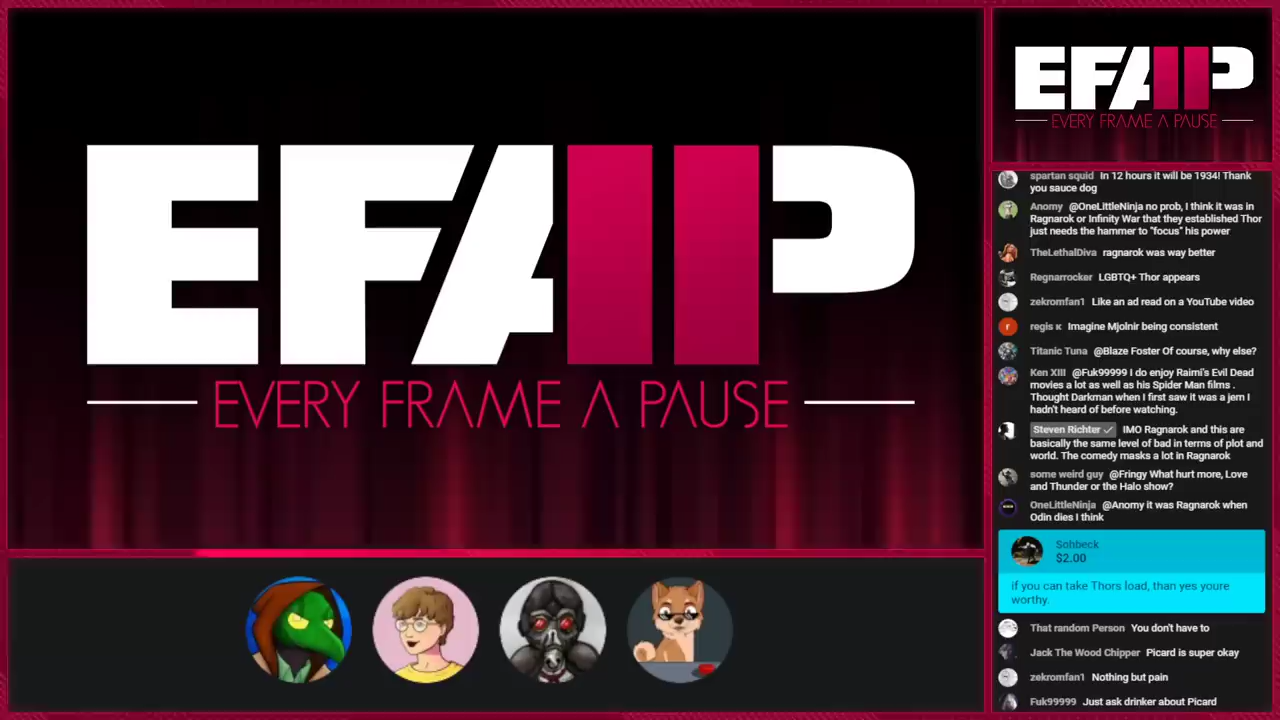 EFAP
EVERY FRAME A PAUSE
EFAP
EVERY FRAME A PAUSE
spartan squid In 12 hours it will be 1934! Thank
you sauce dog
Anomy @OneLittleNinja no prob, I think it was in
Ragnarok or Infinity War that they established Thor
just needs the hammer to "focus" his power
TheLethalDiva ragnarok was way better
Regnarrocker LGBTQ+ Thor appears
zekromfan1 Like an ad read on a YouTube video
regis к Imagine Mjolnir being consistent
Titanic Tuna @Blaze Foster Of course, why else?
Ken XIII @Fuk99999 I do enjoy Raimi's Evil Dead
movies a lot as well as his Spider Man films .
Thought Darkman when I first saw it was a jem I
hadn't heard of before watching.
Steven Richter IMO Ragnarok and this are
basically the same level of bad in terms of plot and
world. The comedy masks a lot in Ragnarok
some weird guy @Fringy What hurt more, Love
and Thunder or the Halo show?
OneLittleNinja @Anomy it was Ragnarok when
Odin dies I think
Sohbeck
$2.00
if you can take Thors load, than yes youre
worthy.
That random Person You don't have to
Jack The Wood Chipper Picard is super okay
zekromfan1 Nothing but pain
Fuk99999 Just ask drinker about Picard